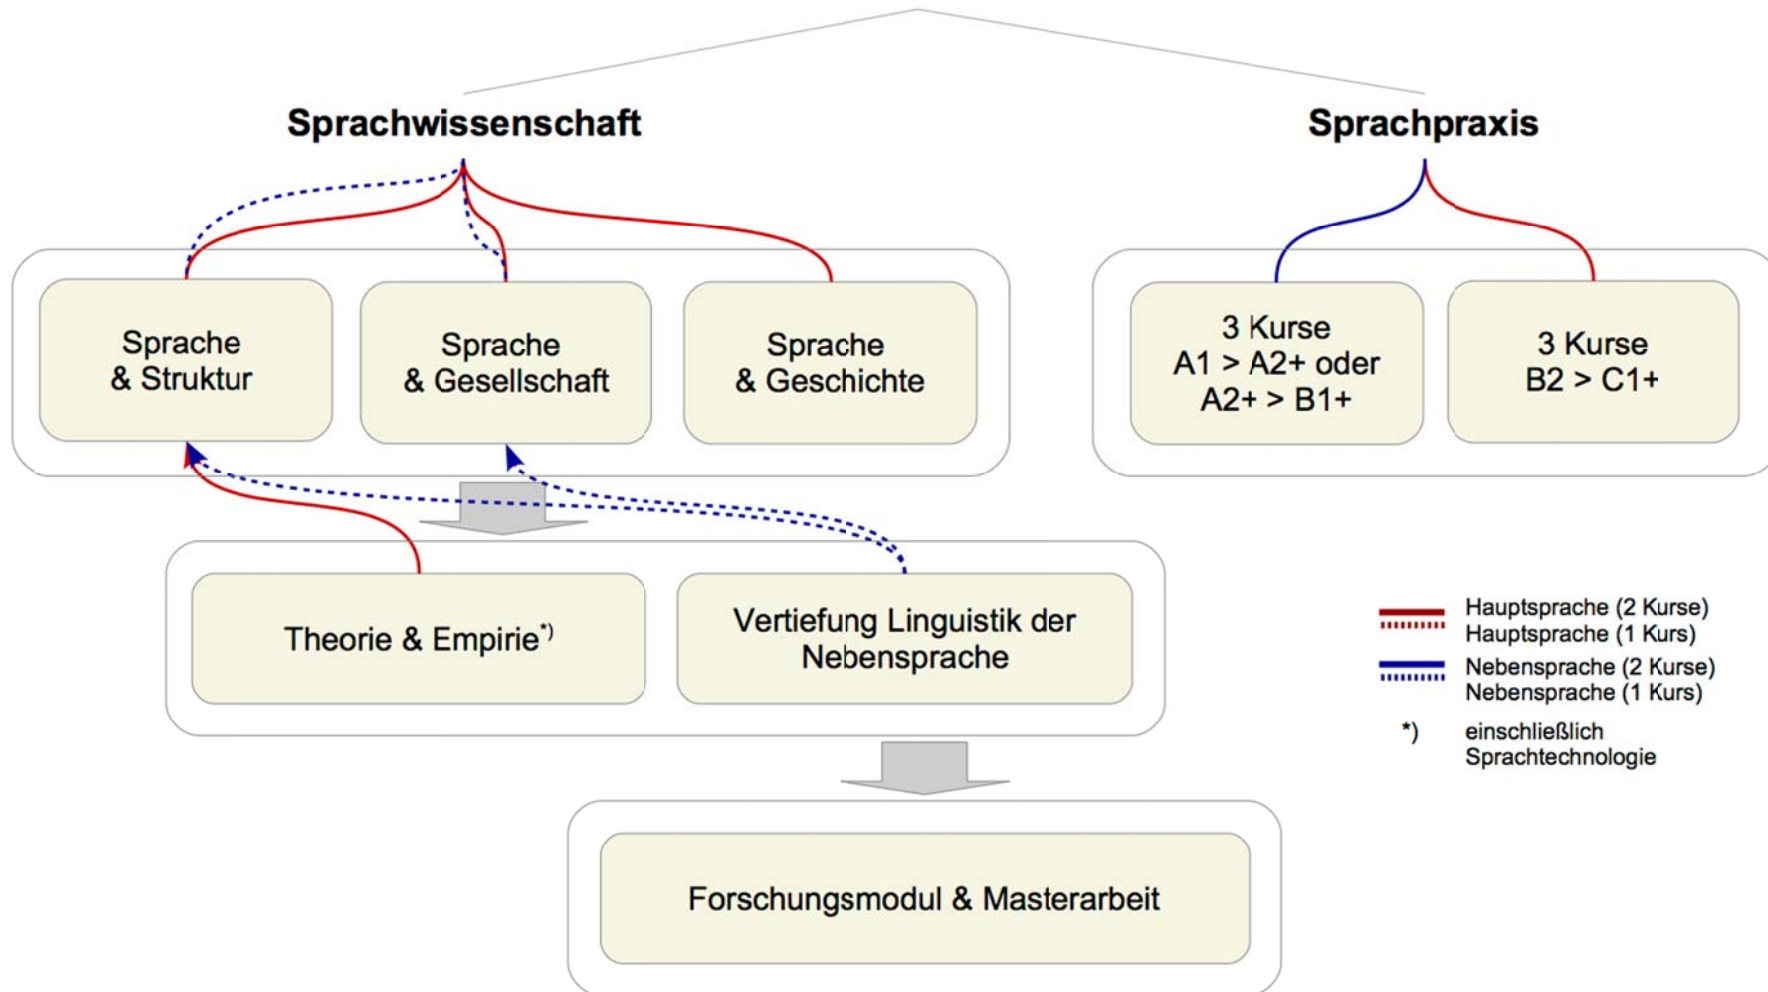 Sprachwissenschaft
Sprachpraxis
Sprache
& Struktur
Sprache
& Gesellschaft
Sprache
& Geschichte
3 Kurse
A1 > A2+ oder
A2+ > B1+
3 Kurse
B2 > C1+
Theorie & Empirie*)
Vertiefung Linguistik der
Nebensprache
Hauptsprache (2 Kurse)
Hauptsprache (1 Kurs)
Nebensprache (2 Kurse)
Nebensprache (1 Kurs)
*) einschließlich
Sprachtechnologie
Forschungsmodul & Masterarbeit